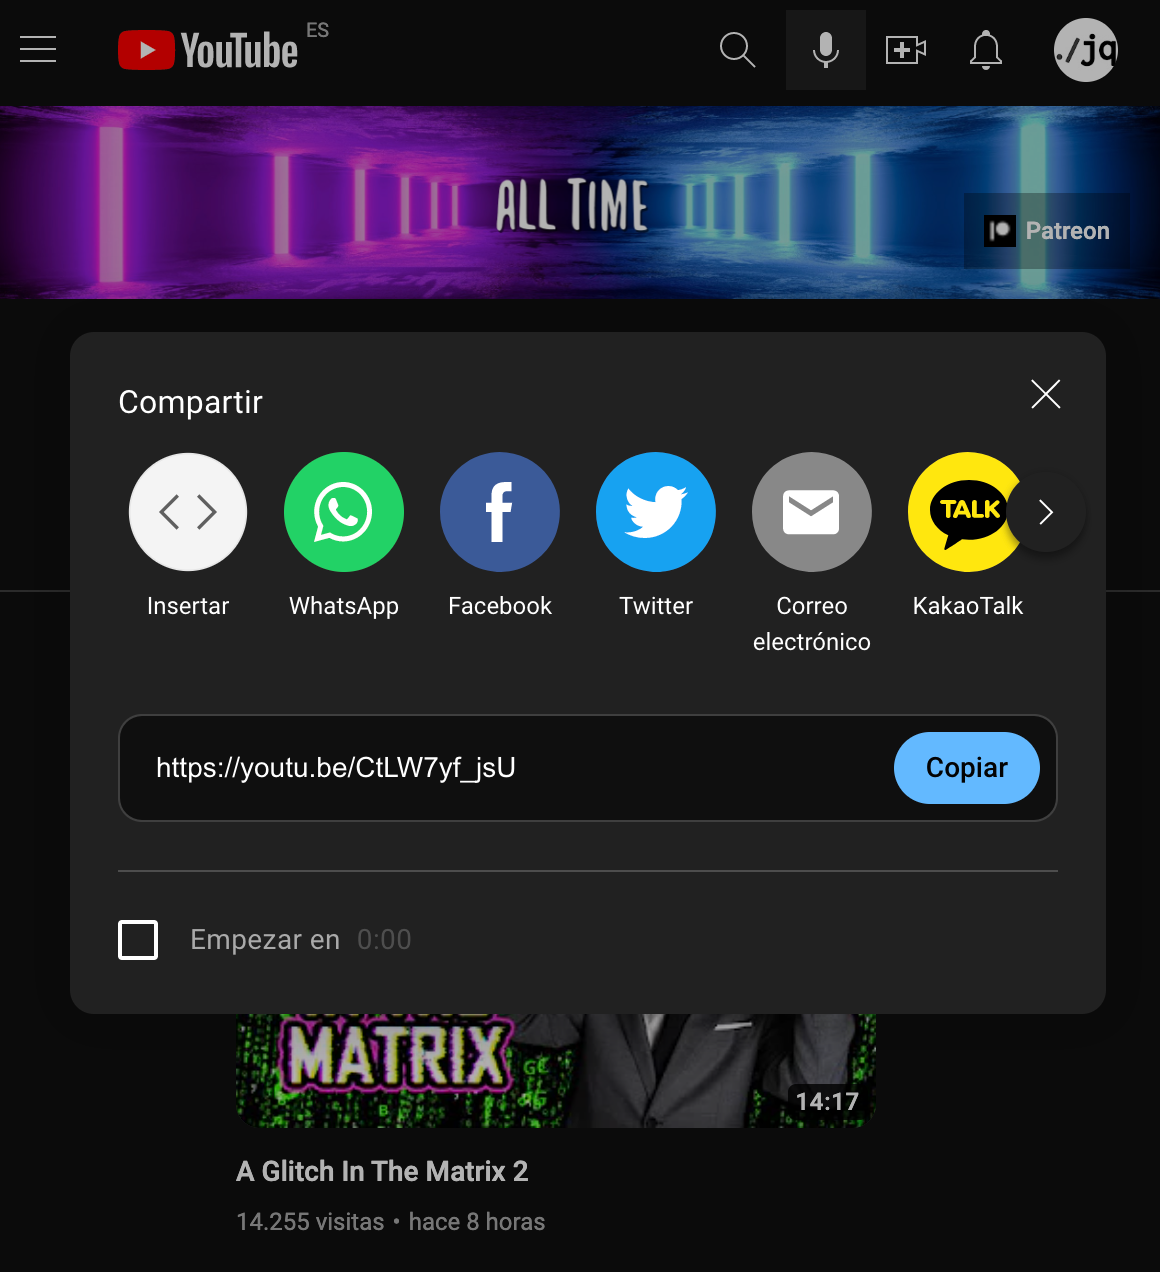 YouTube ES
./jq
ALL TIME
Patreon
Compartir
Insertar
WhatsApp
Facebook
Twitter
Correo
electrónico
TALK
KakaoTalk
https://youtu.be/CtLW7yf_jsU
Copiar
Empezar en 0:00
MATRIX
14:17
A Glitch In The Matrix 2
14.255 visitas • hace 8 horas